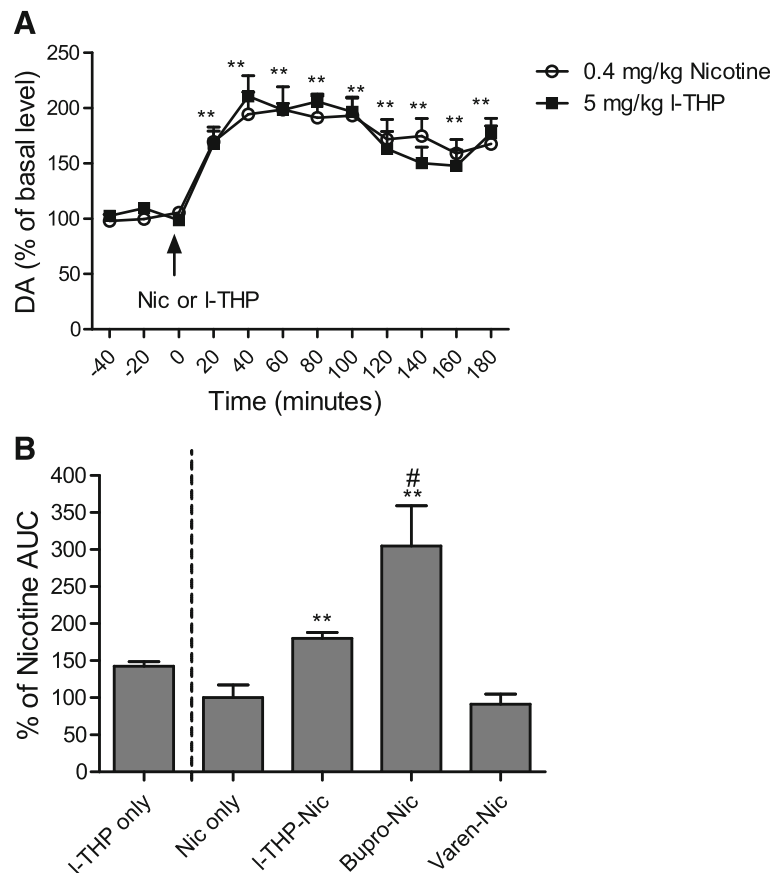 A
250
200
150
100
50
0
DA (% of basal level)
** ** ** ** ** ** ** ** **
0.4 mg/kg Nicotine
5 mg/kg l-THP
Nic or l-THP
-40 -20 0 20 40 60 80 100 120 140 160 180
Time (minutes)
B
400
350
300
250
200
150
100
50
0
% of Nicotine AUC
#
**
**
l-THP only
Nic only
l-THP-Nic
Bupro-Nic
Varen-Nic